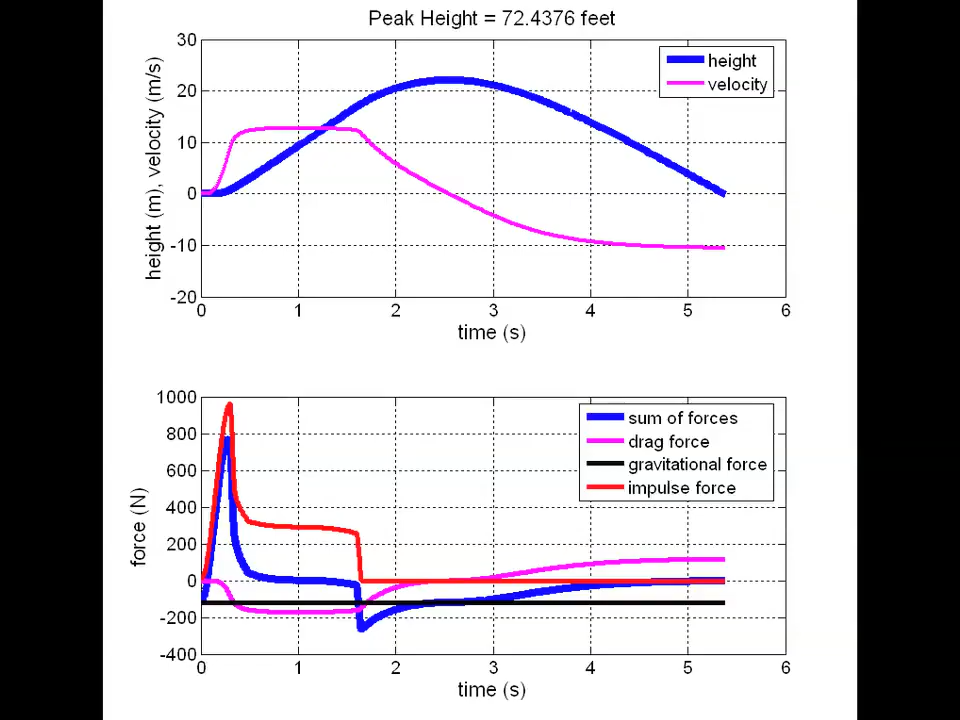 Peak Height = 72.4376 feet
30
20
10
0
-10
-20
height (m), velocity (m/s)
height
velocity
0 1 2 3 4 5 6
time (s)
1000
800
600
400
200
0
-200
-400
force (N)
sum of forces
drag force
gravitational force
impulse force
0 1 2 3 4 5 6
time (s)